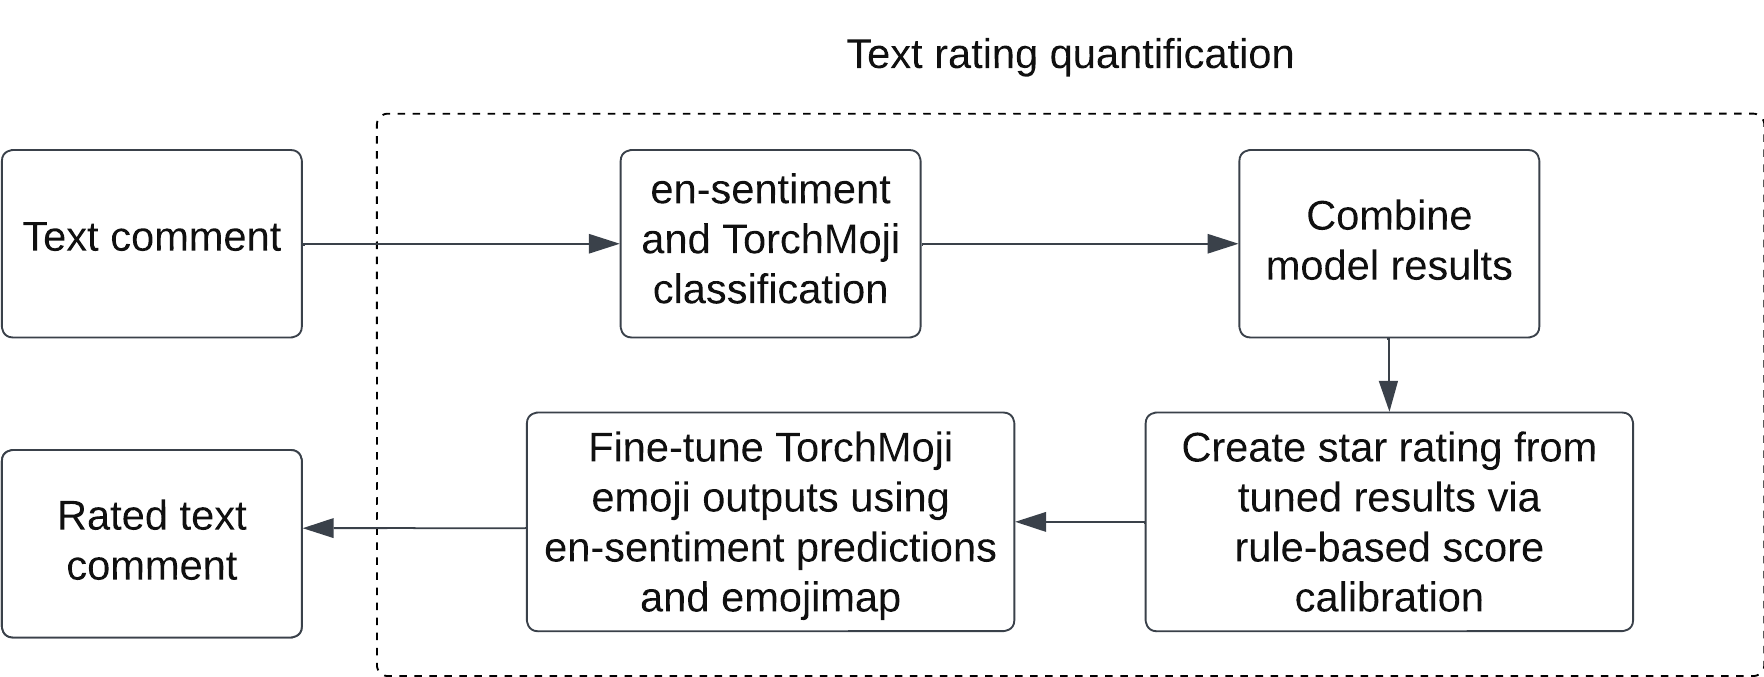 Text rating quantification
Text comment
en-sentiment
and TorchMoji
classification
Combine
model results
Create star rating from
tuned results via
rule-based score
calibration
Fine-tune TorchMoji
emoji outputs using
en-sentiment predictions
and emojimap
Rated text
comment